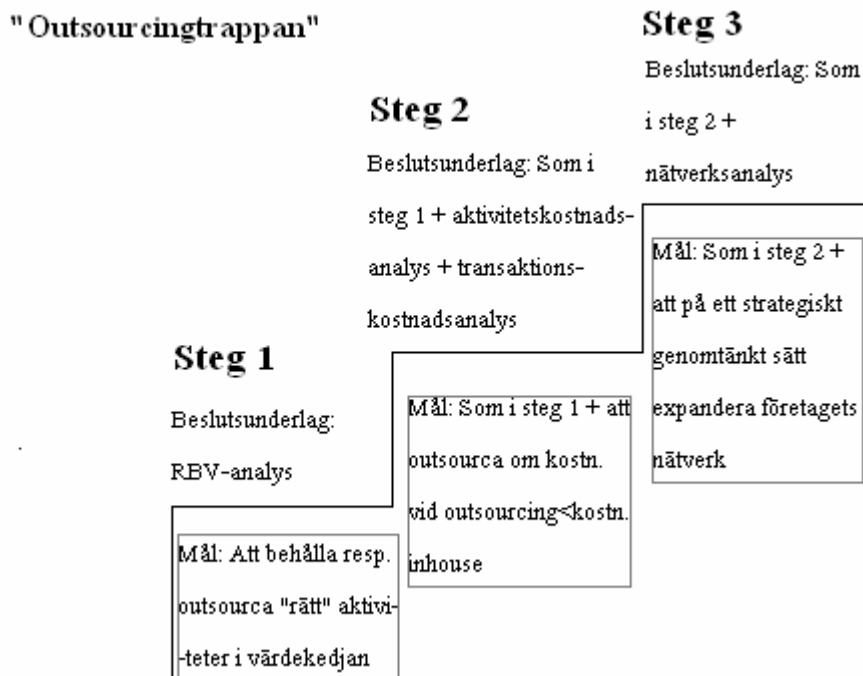 "Outsourcingtrappan"
Steg 1
Beslutsunderlag:
RBV-analys
Mål: Att behålla resp.
outsourca "rätt" aktivi-
-teter i värdekedjan
Steg 2
Beslutsunderlag: Som i
steg 1 + aktivitetskostnads-
analys + transaktions-
kostnadsanalys
Mål: Som i steg 1 + att
outsourca om kostn.
vid outsourcing<kostn.
inhouse
Steg 3
Beslutsunderlag: Som
i steg 2 +
nätverksanalys
Mål: Som i steg 2 +
att på ett strategiskt
genomtänkt sätt
expandera företagets
nätverk